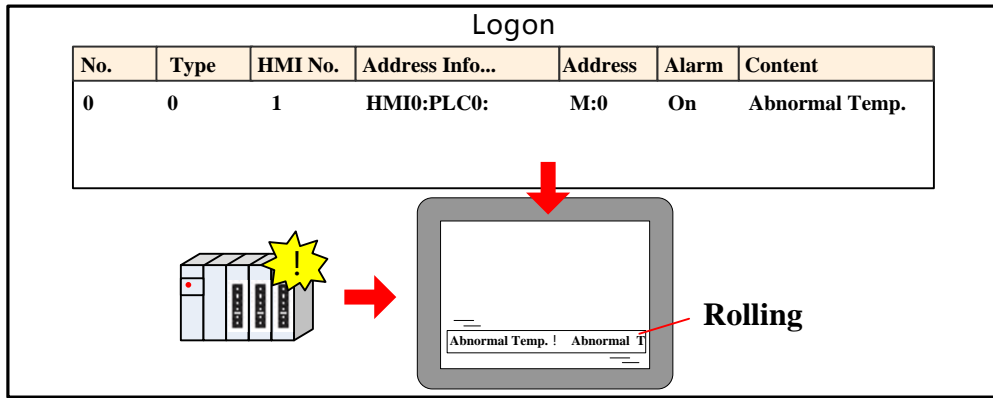 Logon
No. Type HMI No. Address Info... Address Alarm Content
0 0 1 HMI0:PLC0: M:0 On Abnormal Temp.
!
Rolling
Abnormal Temp. ! Abnormal T